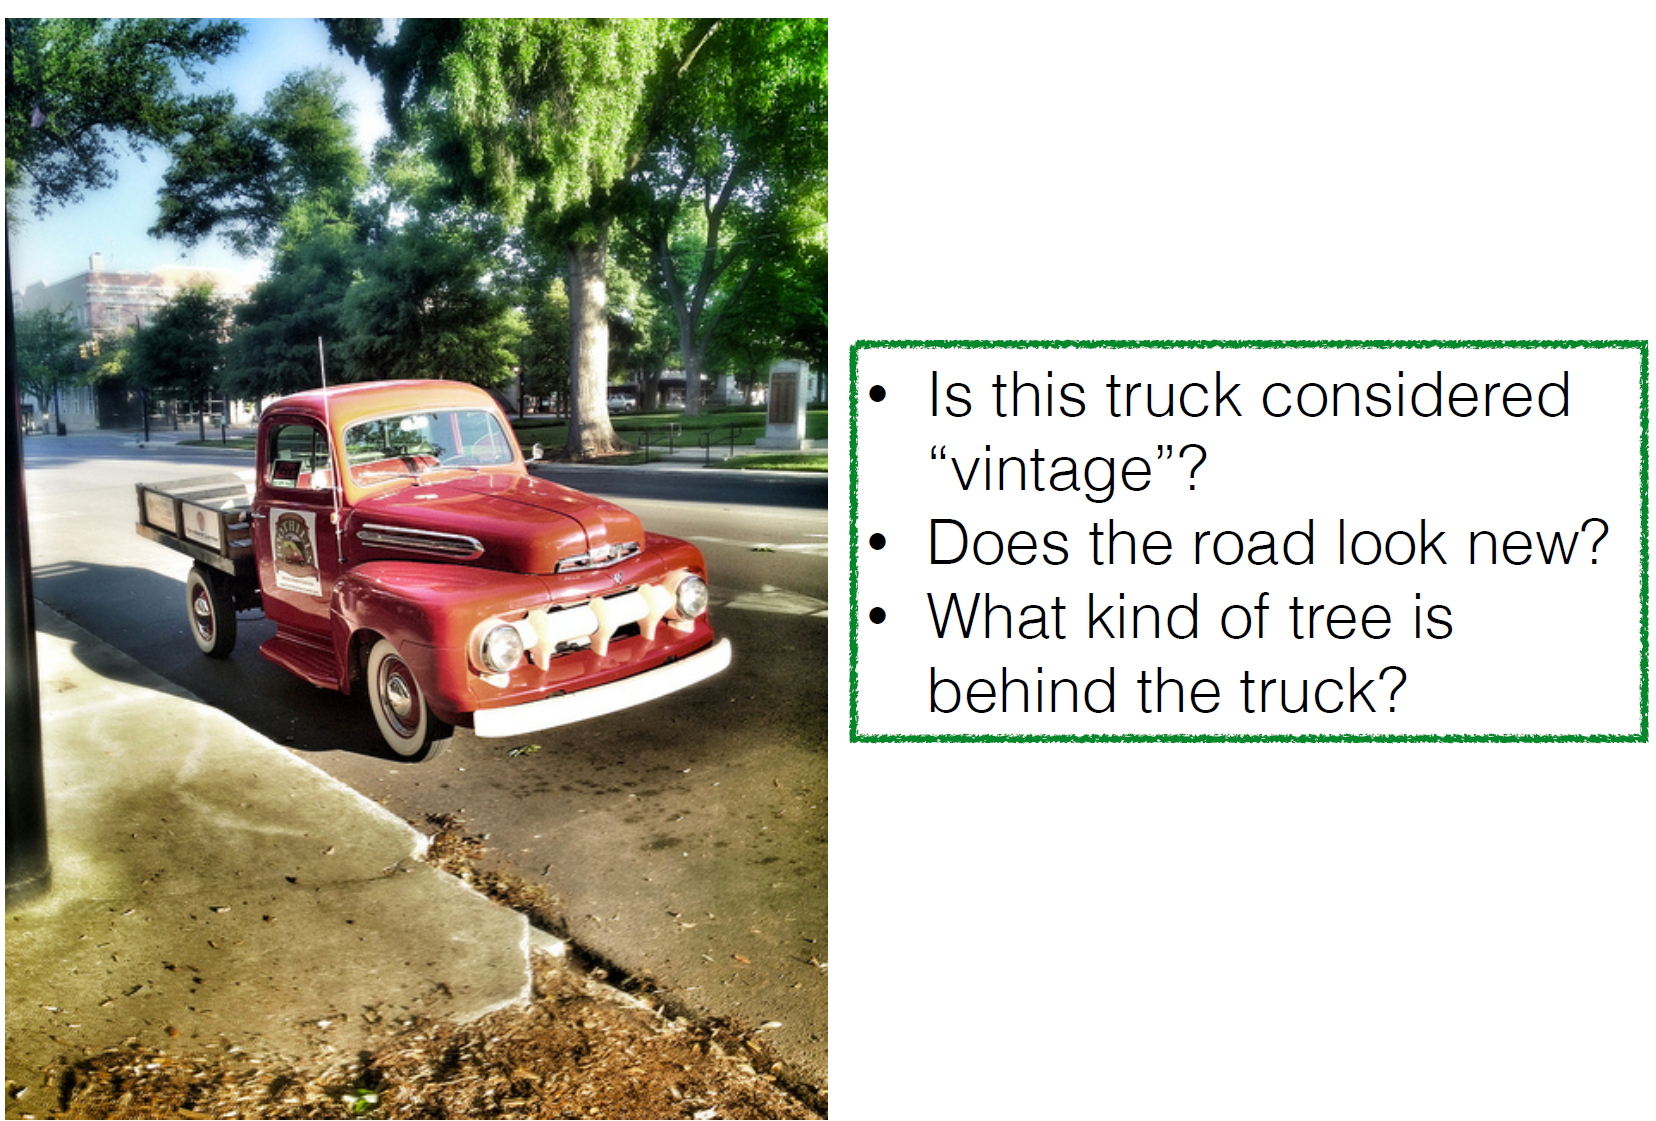 • Is this truck considered
“vintage”?
• Does the road look new?
• What kind of tree is
behind the truck?